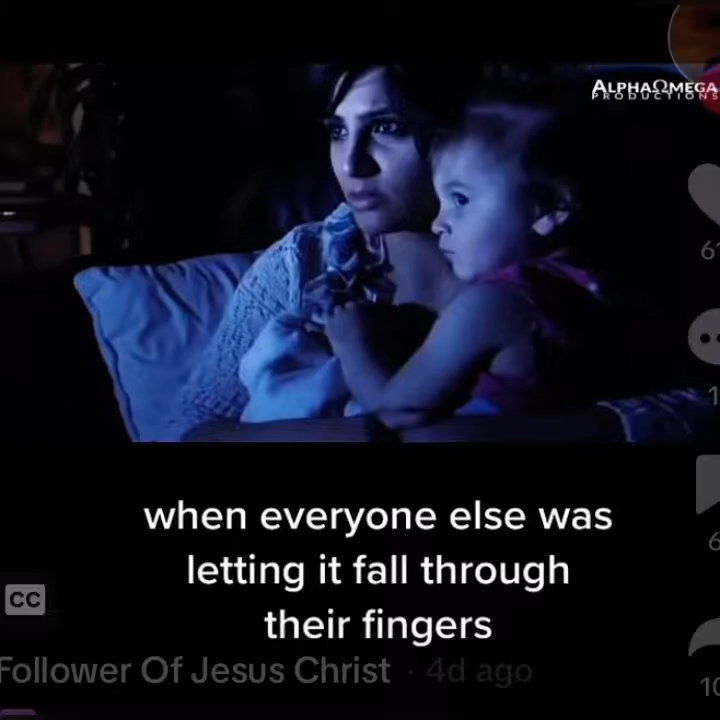 ALPHAΩMEGA
PRODUCTIONS
when everyone else was
letting it fall through
their fingers
CC
Follower Of Jesus Christ · 4d ago